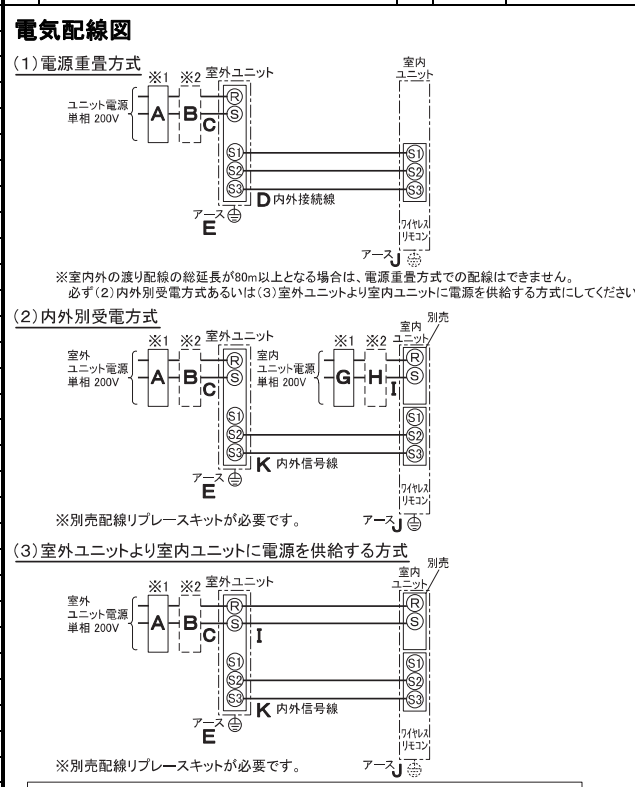 電気配線図
(1)電源重畳方式
※1 ※2 室外ユニット 室内
ユニット
ユニット電源
単相 200V
A B C
R
S
S1 S1
S2 S2
S3 S3
D 内外接続線
アース
E
ワイヤレス
リモコン
アース J
※室内外の渡り配線の総延長が80m以上となる場合は、電源重畳方式での配線はできません。
必ず(2)内外別受電方式あるいは(3)室外ユニットより室内ユニットに電源を供給する方式にしてください
(2)内外別受電方式
※1 ※2 室外ユニット ※1 ※2 室内
ユニット 別売
室外
ユニット電源
単相 200V
A B C
R
S
室内
ユニット電源
単相 200V
G H I
R
S
S1 S1
S2 S2
S3 S3
K 内外信号線
アース
E
ワイヤレス
リモコン
アース J
※別売配線リプレースキットが必要です。
(3)室外ユニットより室内ユニットに電源を供給する方式
※1 ※2 室外ユニット 室内
ユニット 別売
室外
ユニット電源
単相 200V
A B C
R R
S I S
S1 S1
S2 S2
S3 S3
K 内外信号線
アース
E
ワイヤレス
リモコン
アース J
※別売配線リプレースキットが必要です。